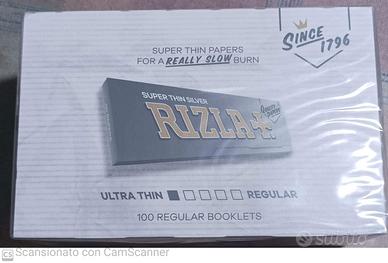 SINCE
1796
SUPER THIN PAPERS
FOR A REALLY SLOW BURN
SUPER THIN SILVER
RIZLA+
ULTRA THIN REGULAR
100 REGULAR BOOKLETS
subito
CS Scansionato con CamScanner